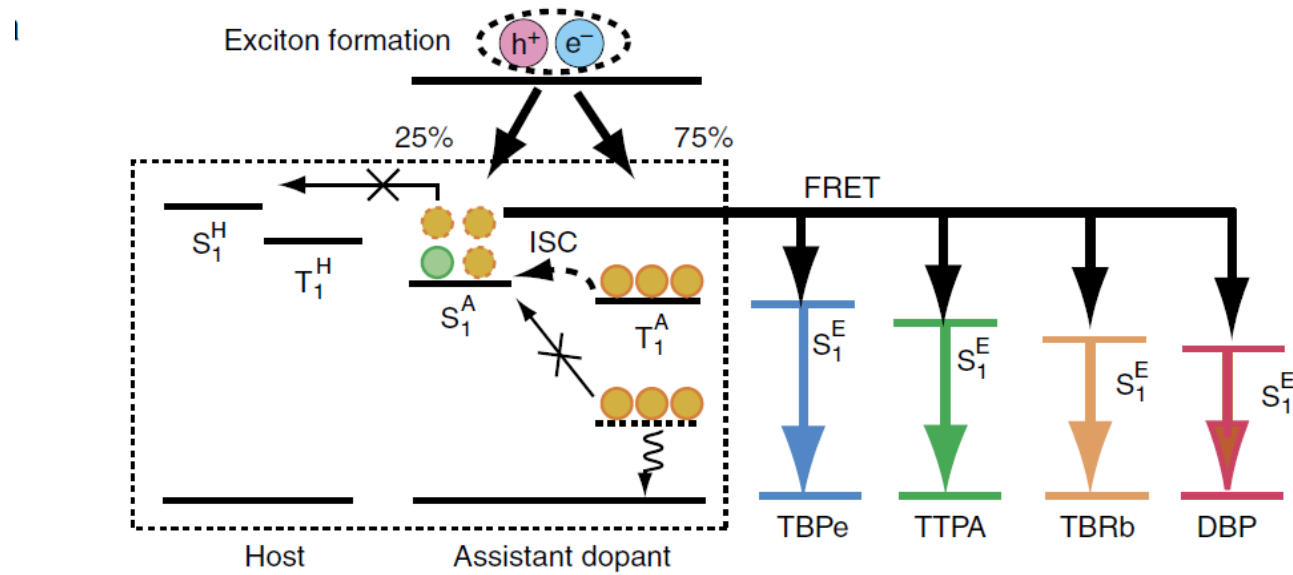 Exciton formation
h+ e−
25% 75%
FRET
S1H
T1H
ISC
S1A
T1A
S1E
S1E
S1E
S1E
TBPe TTPA TBRb DBP
Host Assistant dopant